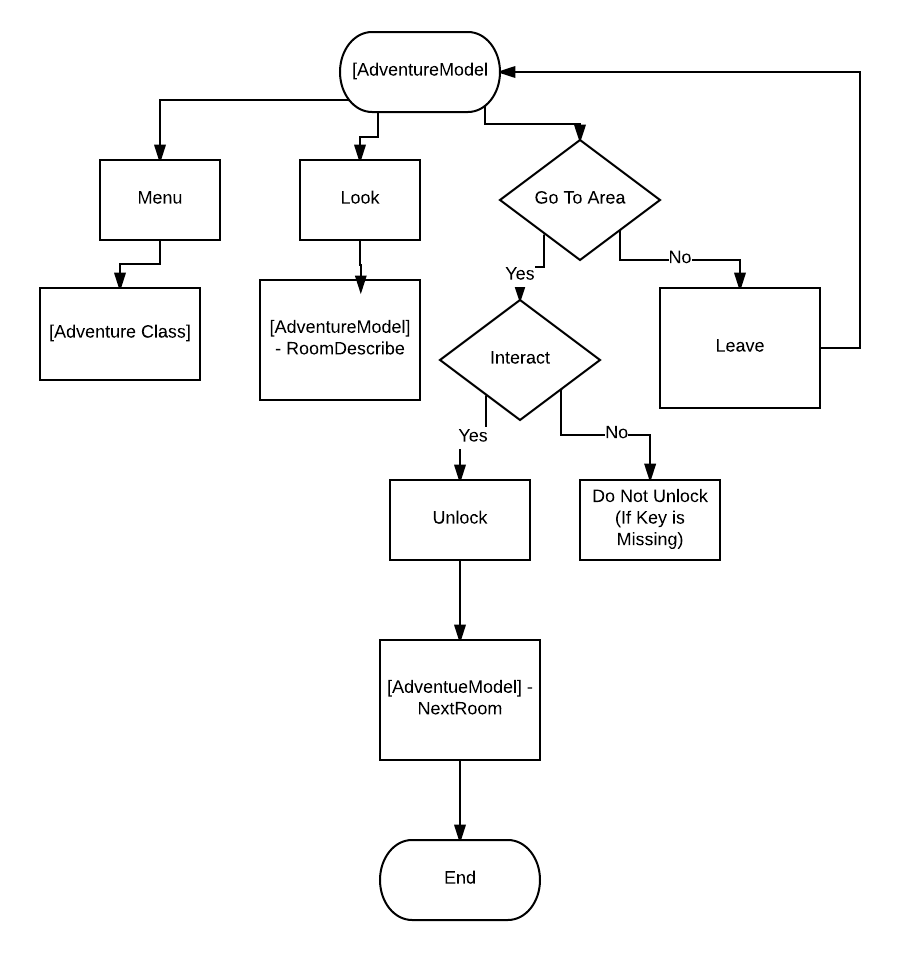 [AdventureModel
Menu
Look
Go To Area
No
Yes
[Adventure Class]
[AdventureModel]
- RoomDescribe
Interact
Leave
Yes
No
Unlock
Do Not Unlock
(If Key is
Missing)
[AdventueModel] -
NextRoom
End